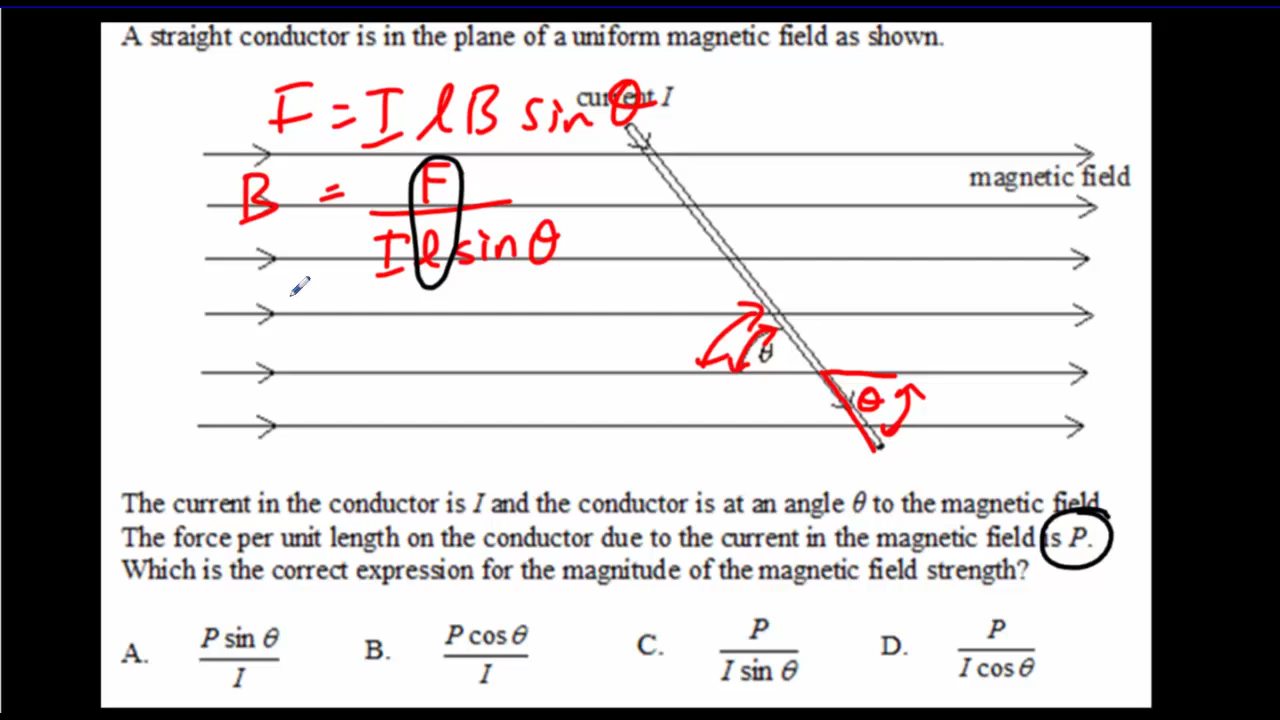 A straight conductor is in the plane of a uniform magnetic field as shown.
F = I l B sin θ
current I
magnetic field
B = F / I l sin θ
θ
θ
The current in the conductor is I and the conductor is at an angle θ to the magnetic field.
The force per unit length on the conductor due to the current in the magnetic field is P.
Which is the correct expression for the magnitude of the magnetic field strength?
A. P sin θ / I B. P cos θ / I C. P / I sin θ D. P / I cos θ